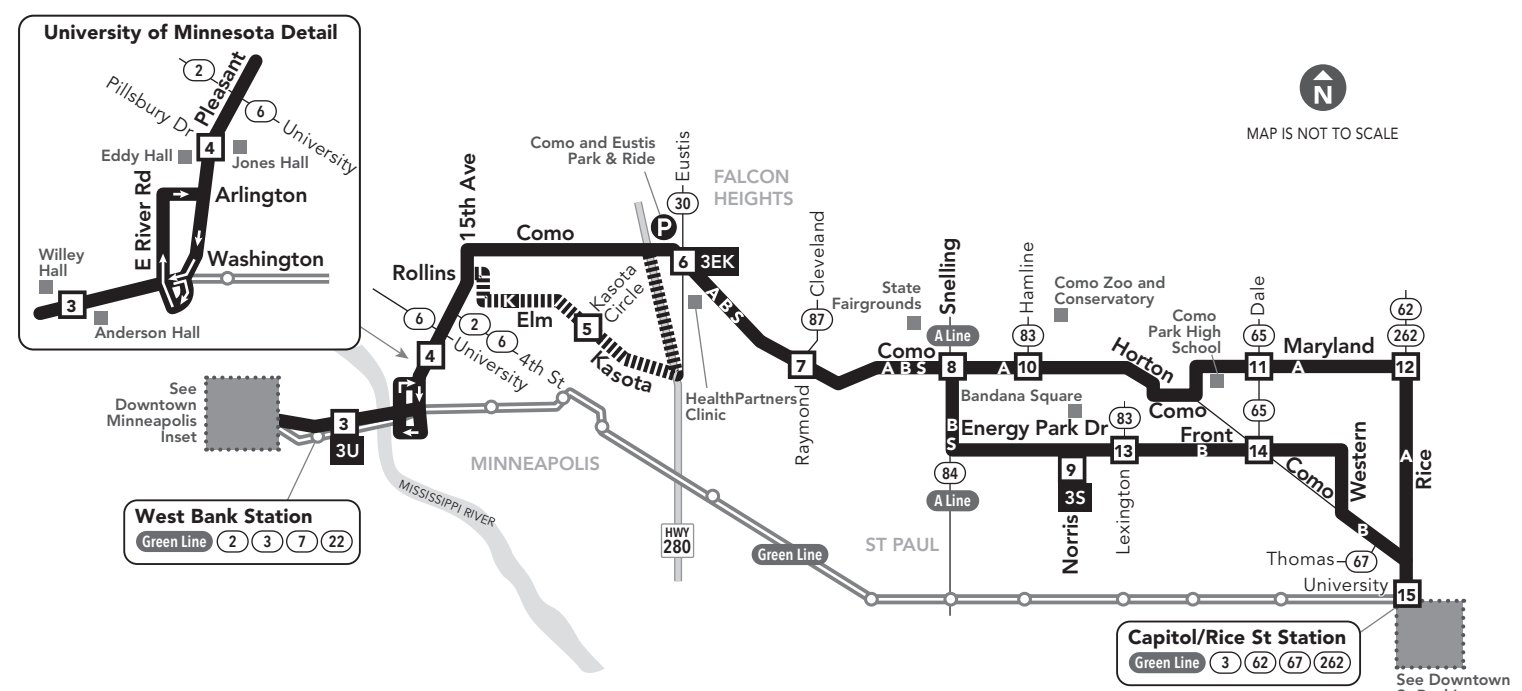 University of Minnesota Detail
2
Pleasant
Pillsbury Dr
6
University
4
Eddy Hall
Jones Hall
E River Rd
Arlington
Washington
Willey
Hall
3
Anderson Hall
N
MAP IS NOT TO SCALE
Como and Eustis
Park & Ride
Eustis
30
P
FALCON
HEIGHTS
15th Ave
Como
Rollins
6
3EK
A B S
K
Elm
Kasota
Circle
5
Kasota
6
2
6
University
4th St
4
HealthPartners
Clinic
Cleveland
87
7
Raymond
State
Fairgrounds
Snelling
A Line
Como
A B S
8
A
10
Hamline
83
Como Zoo and
Conservatory
Horton
Como
Como
Park High
School
Dale
65
11
Maryland
A
62
262
12
See
Downtown
Minneapolis
Inset
3
3U
MINNEAPOLIS
MISSISSIPPI RIVER
West Bank Station
Green Line 2 3 7 22
HWY
280
Green Line
Bandana Square
B
S
Energy Park Dr
83
13
Lexington
9
3S
Norris
84
A Line
ST PAUL
65
Front
B
14
Como
Western
B
A
Rice
Thomas
67
University
15
Capitol/Rice St Station
Green Line 3 62 67 262
See Downtown